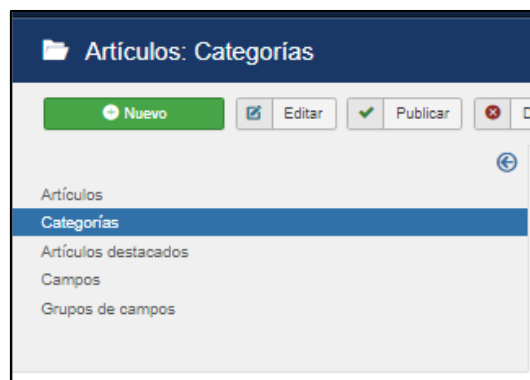 Artículos: Categorías
Nuevo Editar Publicar
Artículos
Categorías
Artículos destacados
Campos
Grupos de campos